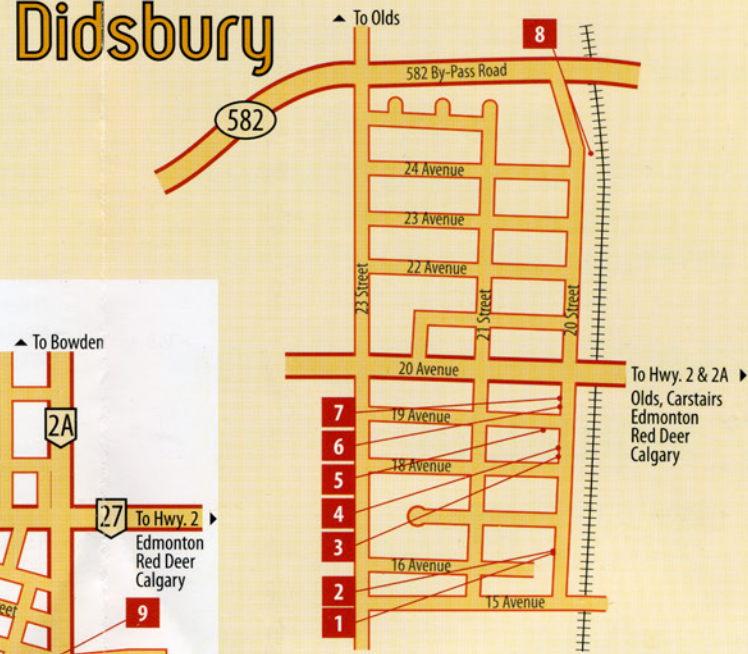 Didsbury
To Olds
8
582 By-Pass Road
582
24 Avenue
23 Avenue
22 Avenue
23 Street
21 Street
20 Street
20 Avenue
To Hwy. 2 & 2A
Olds, Carstairs
Edmonton
Red Deer
Calgary
7
19 Avenue
6
18 Avenue
5
4
3
16 Avenue
2
15 Avenue
1
To Bowden
2A
27
To Hwy. 2
Edmonton
Red Deer
Calgary
9